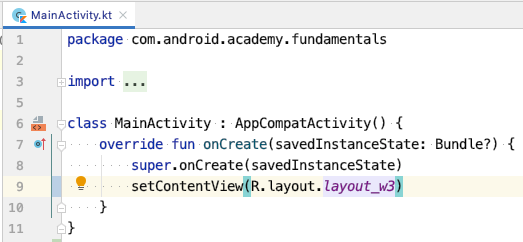 MainActivity.kt
1 package com.android.academy.fundamentals
2
3 import ...
5
6 class MainActivity : AppCompatActivity() {
7 override fun onCreate(savedInstanceState: Bundle?) {
8 super.onCreate(savedInstanceState)
9 setContentView(R.layout.layout_w3)
10 }
11 }